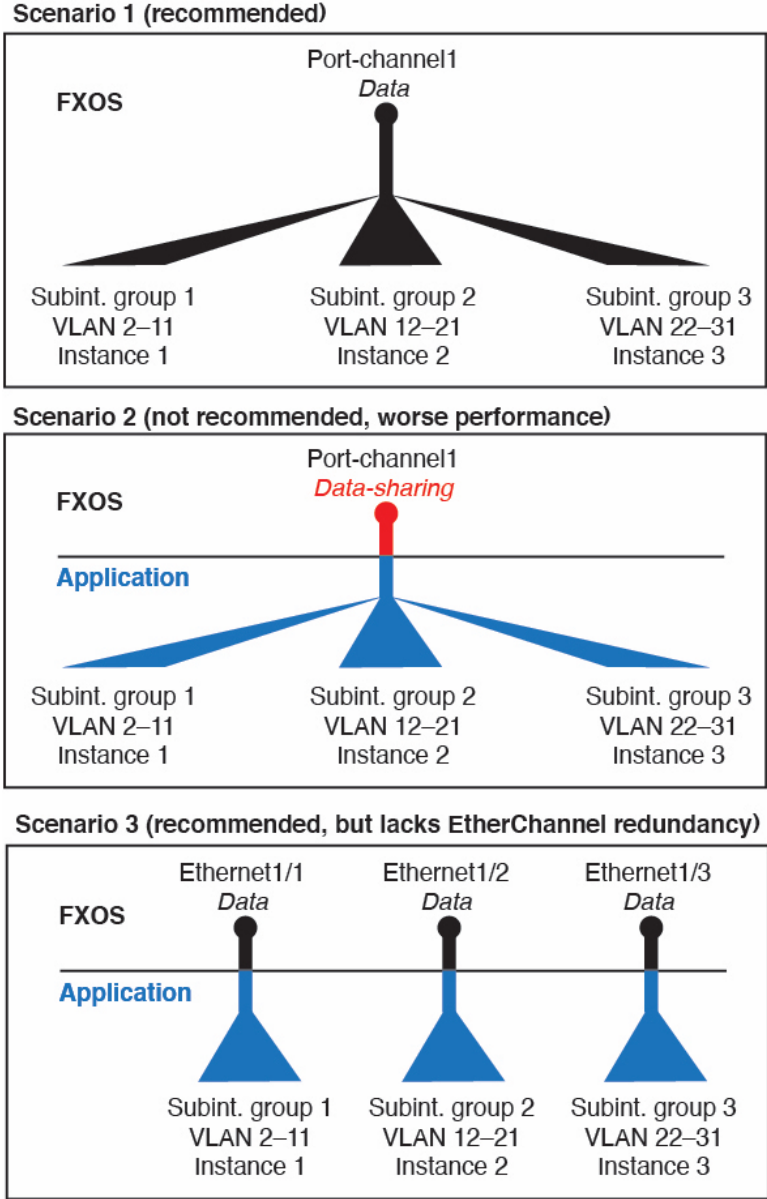 Scenario 1 (recommended)
Port-channel1
Data
FXOS
Subint. group 1
VLAN 2–11
Instance 1
Subint. group 2
VLAN 12–21
Instance 2
Subint. group 3
VLAN 22–31
Instance 3
Scenario 2 (not recommended, worse performance)
Port-channel1
Data-sharing
FXOS
Application
Subint. group 1
VLAN 2–11
Instance 1
Subint. group 2
VLAN 12–21
Instance 2
Subint. group 3
VLAN 22–31
Instance 3
Scenario 3 (recommended, but lacks EtherChannel redundancy)
Ethernet1/1
Data
Ethernet1/2
Data
Ethernet1/3
Data
FXOS
Application
Subint. group 1
VLAN 2–11
Instance 1
Subint. group 2
VLAN 12–21
Instance 2
Subint. group 3
VLAN 22–31
Instance 3